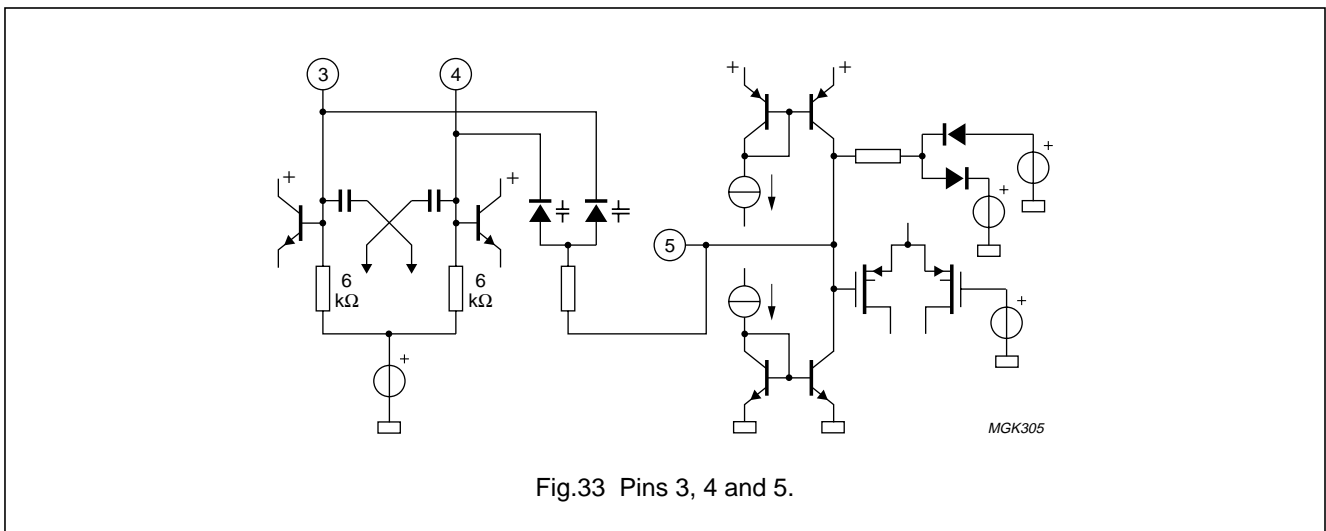 3 4
+ +
+ +
+
+
5
6
kΩ
6
kΩ
+
+
MGK305
Fig.33 Pins 3, 4 and 5.